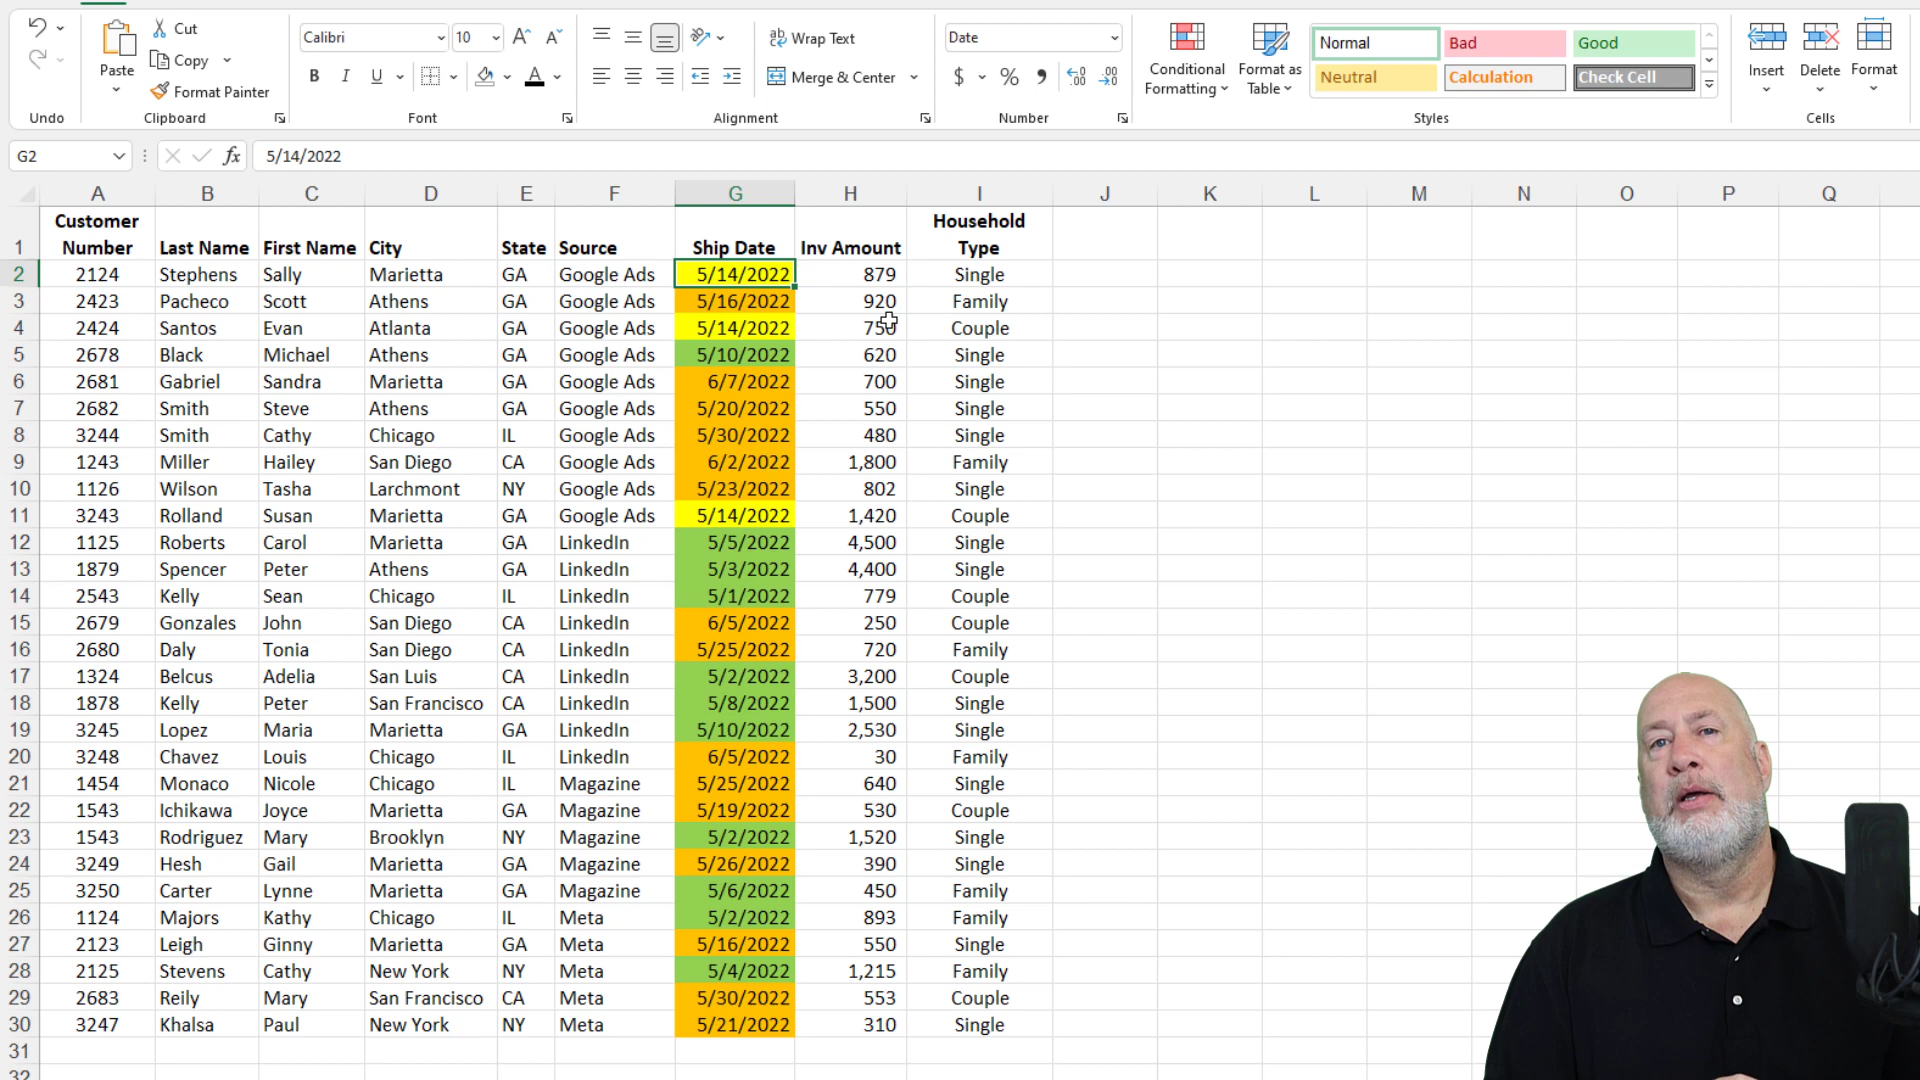 Cut
Copy
Format Painter
Paste
Undo
Clipboard
Calibri
10
B I U
Font
Wrap Text
Merge & Center
Alignment
Date
$ %
Number
Conditional Formatting
Format as Table
Normal
Bad
Good
Neutral
Calculation
Check Cell
Styles
Insert
Delete
Format
Cells
G2
fx
5/14/2022
A B C D E F G H I J K L M N O P Q
1 Customer Number Last Name First Name City State Source Ship Date Inv Amount Household Type
2 2124 Stephens Sally Marietta GA Google Ads 5/14/2022 879 Single
3 2423 Pacheco Scott Athens GA Google Ads 5/16/2022 920 Family
4 2424 Santos Evan Atlanta GA Google Ads 5/14/2022 750 Couple
5 2678 Black Michael Athens GA Google Ads 5/10/2022 620 Single
6 2681 Gabriel Sandra Marietta GA Google Ads 6/7/2022 700 Single
7 2682 Smith Steve Athens GA Google Ads 5/20/2022 550 Single
8 3244 Smith Cathy Chicago IL Google Ads 5/30/2022 480 Single
9 1243 Miller Hailey San Diego CA Google Ads 6/2/2022 1,800 Family
10 1126 Wilson Tasha Larchmont NY Google Ads 5/23/2022 802 Single
11 3243 Rolland Susan Marietta GA Google Ads 5/14/2022 1,420 Couple
12 1125 Roberts Carol Marietta GA LinkedIn 5/5/2022 4,500 Single
13 1879 Spencer Peter Athens GA LinkedIn 5/3/2022 4,400 Single
14 2543 Kelly Sean Chicago IL LinkedIn 5/1/2022 779 Couple
15 2679 Gonzales John San Diego CA LinkedIn 6/5/2022 250 Couple
16 2680 Daly Tonia San Diego CA LinkedIn 5/25/2022 720 Family
17 1324 Belcus Adelia San Luis CA LinkedIn 5/2/2022 3,200 Couple
18 1878 Kelly Peter San Francisco CA LinkedIn 5/8/2022 1,500 Single
19 3245 Lopez Maria Marietta GA LinkedIn 5/10/2022 2,530 Single
20 3248 Chavez Louis Chicago IL LinkedIn 6/5/2022 30 Family
21 1454 Monaco Nicole Chicago IL Magazine 5/25/2022 640 Single
22 1543 Ichikawa Joyce Marietta GA Magazine 5/19/2022 530 Couple
23 1543 Rodriguez Mary Brooklyn NY Magazine 5/2/2022 1,520 Single
24 3249 Hesh Gail Marietta GA Magazine 5/26/2022 390 Single
25 3250 Carter Lynne Marietta GA Magazine 5/6/2022 450 Family
26 1124 Majors Kathy Chicago IL Meta 5/2/2022 893 Family
27 2123 Leigh Ginny Marietta GA Meta 5/16/2022 550 Single
28 2125 Stevens Cathy New York NY Meta 5/4/2022 1,215 Family
29 2683 Reily Mary San Francisco CA Meta 5/30/2022 553 Couple
30 3247 Khalsa Paul New York NY Meta 5/21/2022 310 Single
31
32